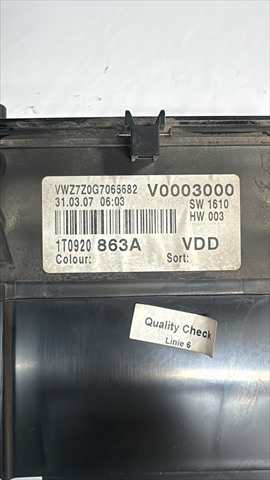 VWZ7Z0G7066682 V0003000
31.03.07 06:03 SW 1610
HW 003
1T0920 863A VDD
Colour: Sort:
Quality Check
Linie 6